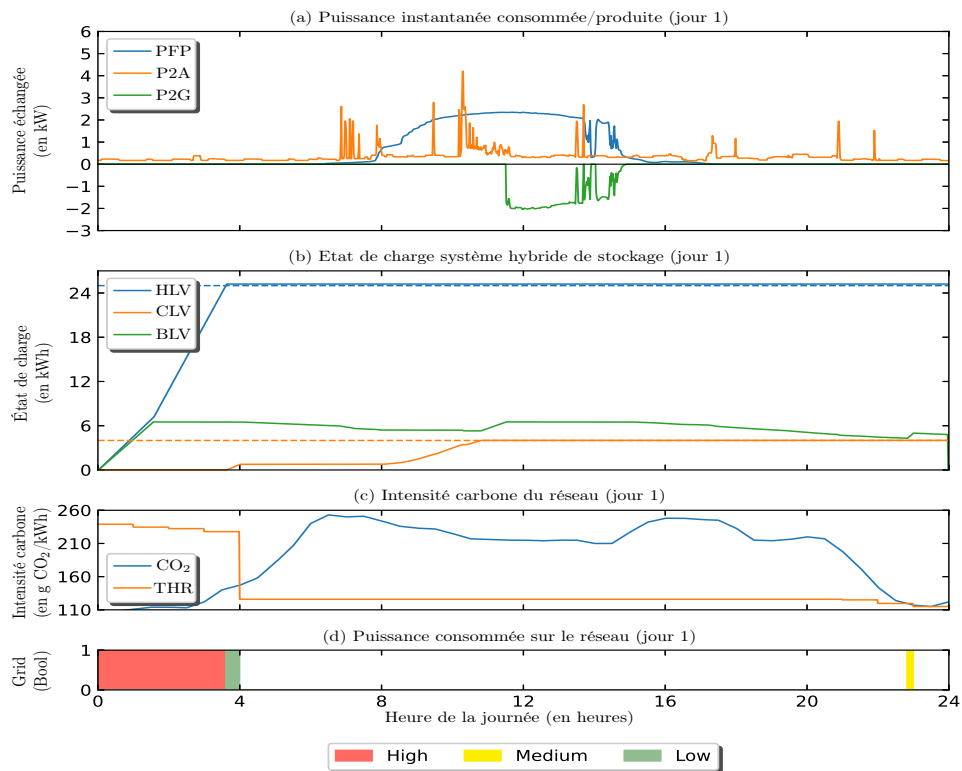 (a) Puissance instantanée consommée/produite (jour 1)
Puissance échangée
(en kW)
6
5
4
3
2
1
0
−1
−2
−3
PFP
P2A
P2G
(b) Etat de charge système hybride de stockage (jour 1)
État de charge
(en kWh)
24
18
12
6
0
HLV
CLV
BLV
(c) Intensité carbone du réseau (jour 1)
Intensité carbone
(en g CO₂/kWh)
260
210
160
110
CO₂
THR
(d) Puissance consommée sur le réseau (jour 1)
Grid
(Bool)
1
0
0 4 8 12 16 20 24
Heure de la journée (en heures)
High Medium Low